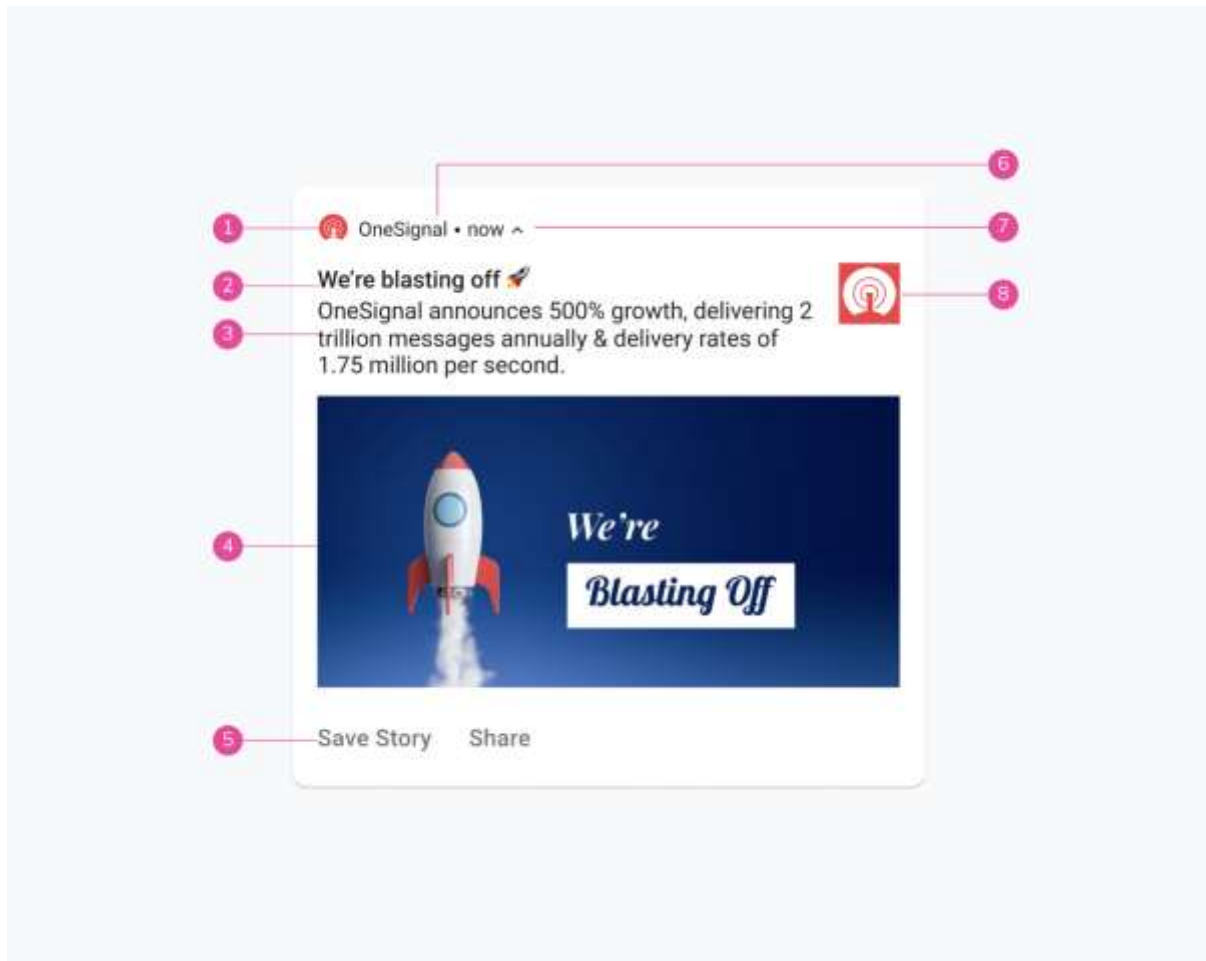 6
1 OneSignal • now 7
2 We're blasting off 🚀
8
OneSignal announces 500% growth, delivering 2
3 trillion messages annually & delivery rates of
1.75 million per second.
4
We're
Blasting Off
5 Save Story Share